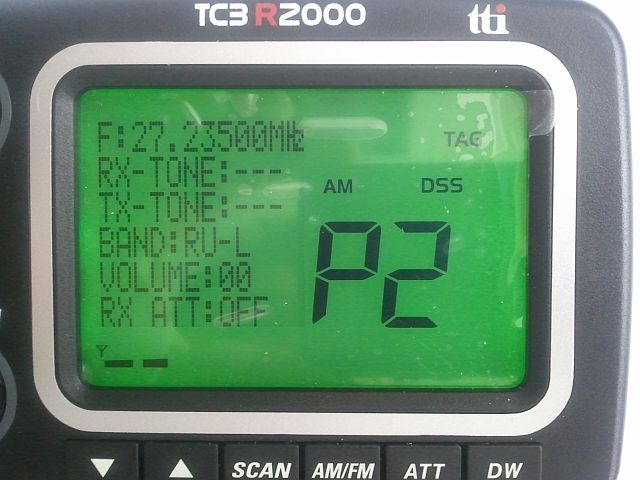 TC3 R2000
tti
F:27.23500MHz
TAG
RX-TONE:---
AM DSS
TX-TONE:---
BAND:RU-L
VOLUME:00
RX ATT:OFF
P2
▼ ▲ SCAN AM/FM ATT DW